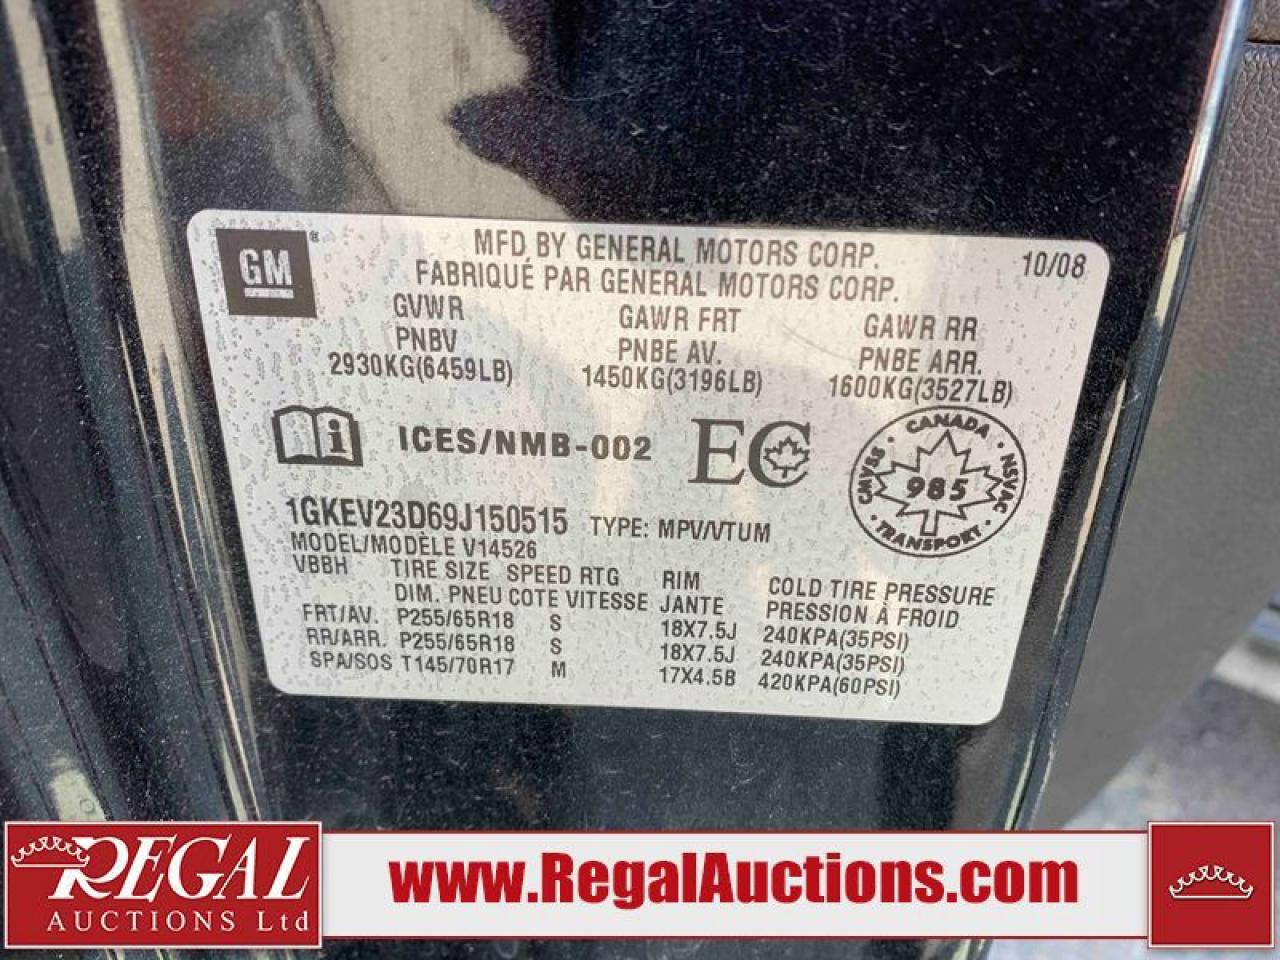 GM
MFD BY GENERAL MOTORS CORP.
10/08
FABRIQUÉ PAR GENERAL MOTORS CORP.
GVWR GAWR FRT GAWR RR
PNBV PNBE AV. PNBE ARR.
2930KG(6459LB) 1450KG(3196LB) 1600KG(3527LB)
i ICES/NMB-002 EC
CANADA
CMVSS 985 NSVAC
TRANSPORT
1GKEV23D69J150515 TYPE: MPV/VTUM
MODEL/MODÈLE V14526
VBBH TIRE SIZE SPEED RTG RIM COLD TIRE PRESSURE
DIM. PNEU COTE VITESSE JANTE PRESSION À FROID
FRT/AV. P255/65R18 S 18X7.5J 240KPA(35PSI)
RR/ARR. P255/65R18 S 18X7.5J 240KPA(35PSI)
SPA/SOS T145/70R17 M 17X4.5B 420KPA(60PSI)
REGAL
AUCTIONS Ltd
www.RegalAuctions.com